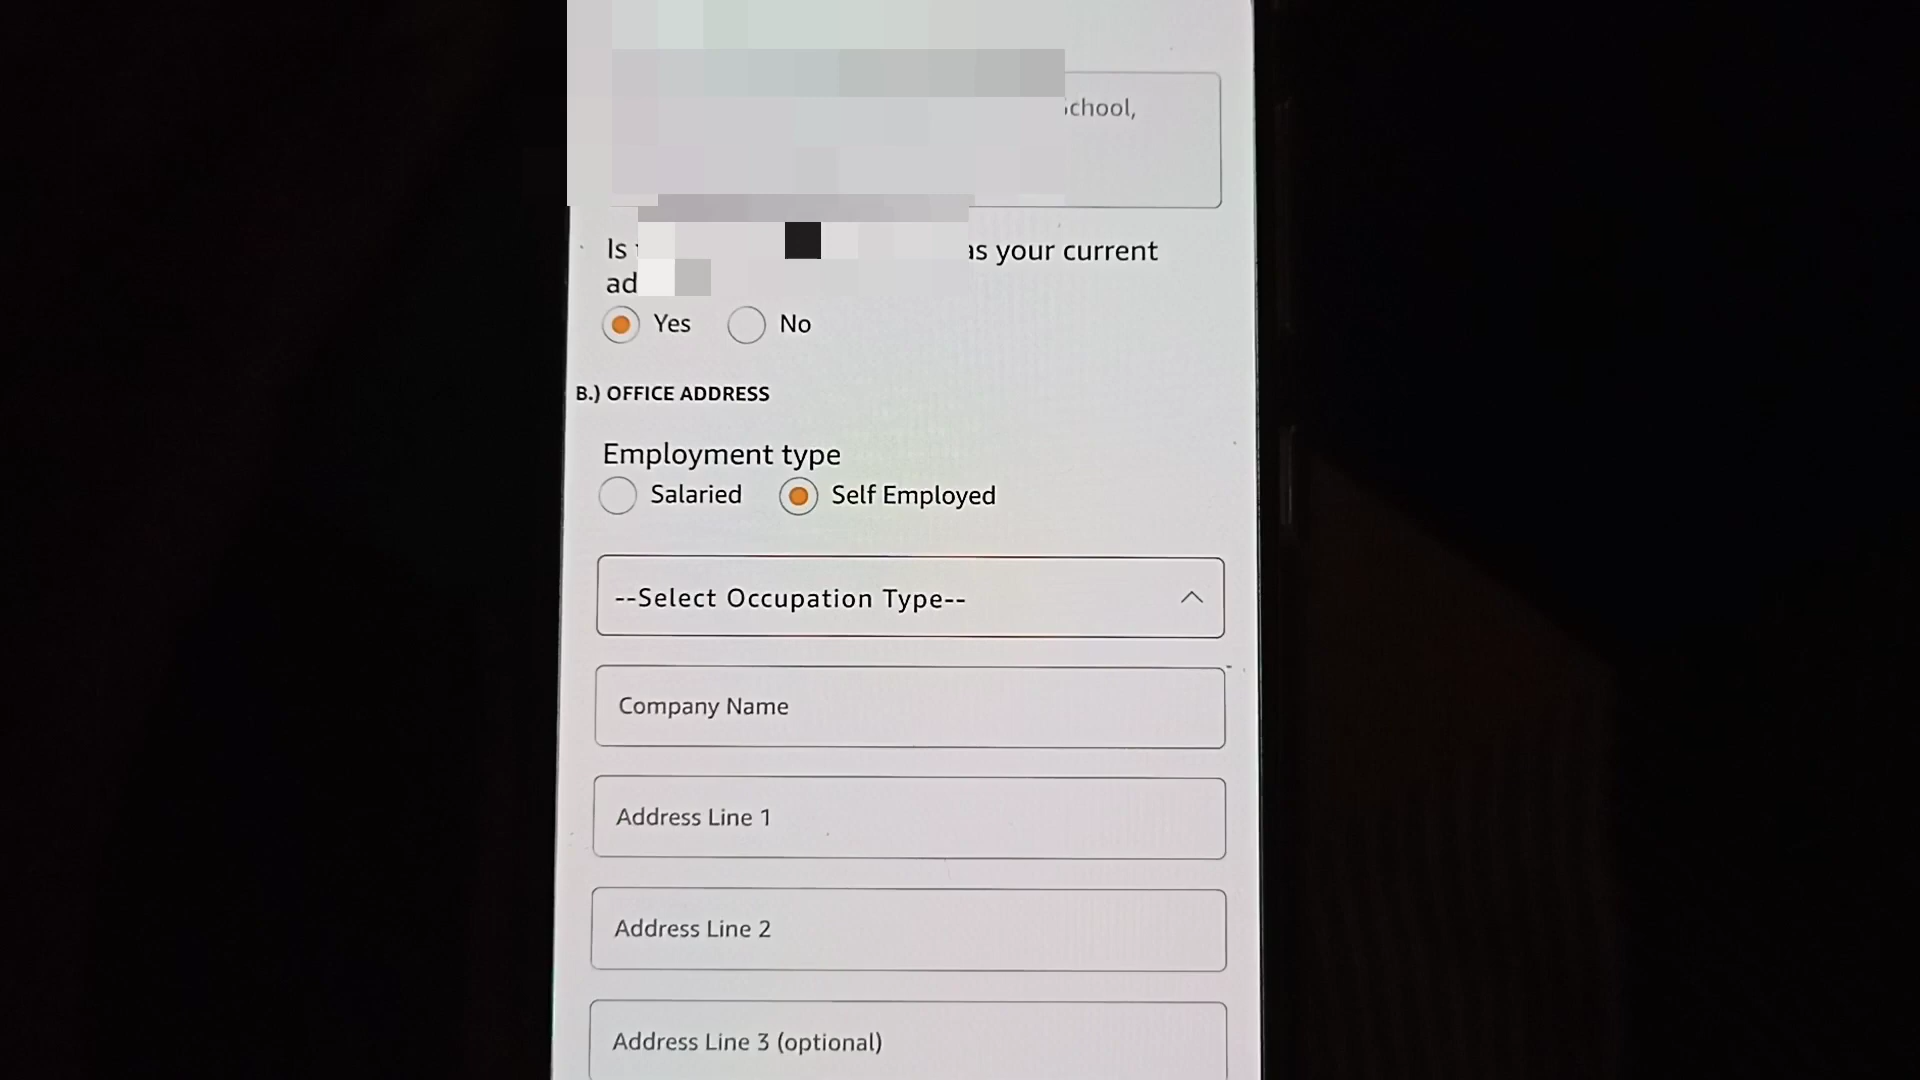 School,
Is
as your current
ad
Yes No
B.) OFFICE ADDRESS
Employment type
Salaried Self Employed
--Select Occupation Type--
Company Name
Address Line 1
Address Line 2
Address Line 3 (optional)